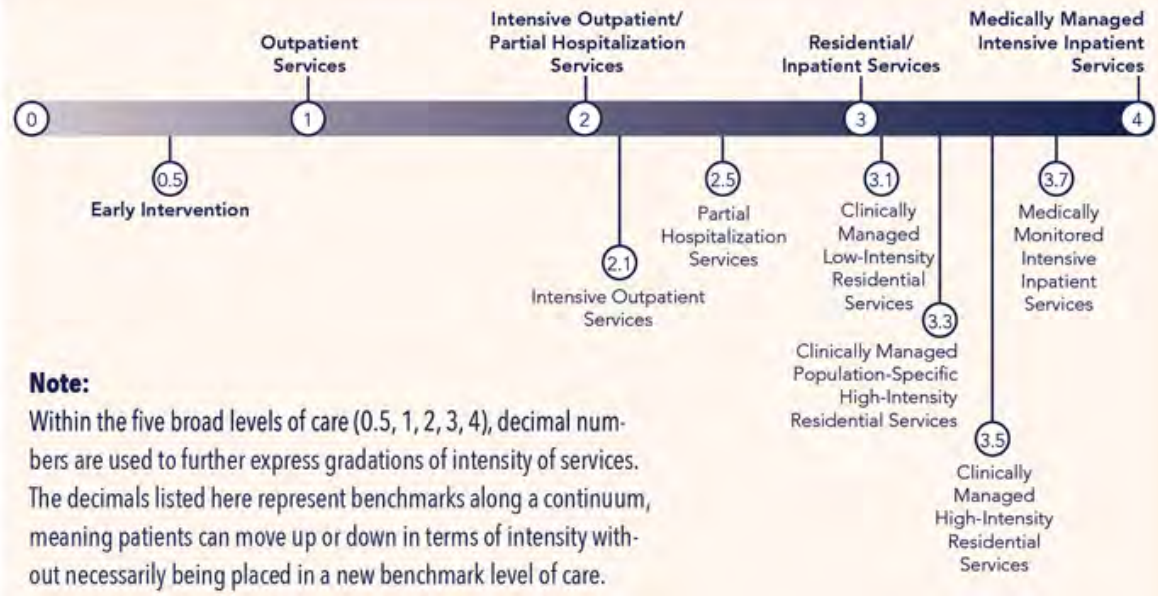 Outpatient
Services
Intensive Outpatient/
Partial Hospitalization
Services
Residential/
Inpatient Services
Medically Managed
Intensive Inpatient
Services
0
1
2
3
4
0.5
Early Intervention
2.1
Intensive Outpatient
Services
2.5
Partial
Hospitalization
Services
3.1
Clinically
Managed
Low-Intensity
Residential
Services
3.3
Clinically Managed
Population-Specific
High-Intensity
Residential Services
3.5
Clinically
Managed
High-Intensity
Residential
Services
3.7
Medically
Monitored
Intensive
Inpatient
Services
Note:
Within the five broad levels of care (0.5, 1, 2, 3, 4), decimal num-
bers are used to further express gradations of intensity of services.
The decimals listed here represent benchmarks along a continuum,
meaning patients can move up or down in terms of intensity with-
out necessarily being placed in a new benchmark level of care.